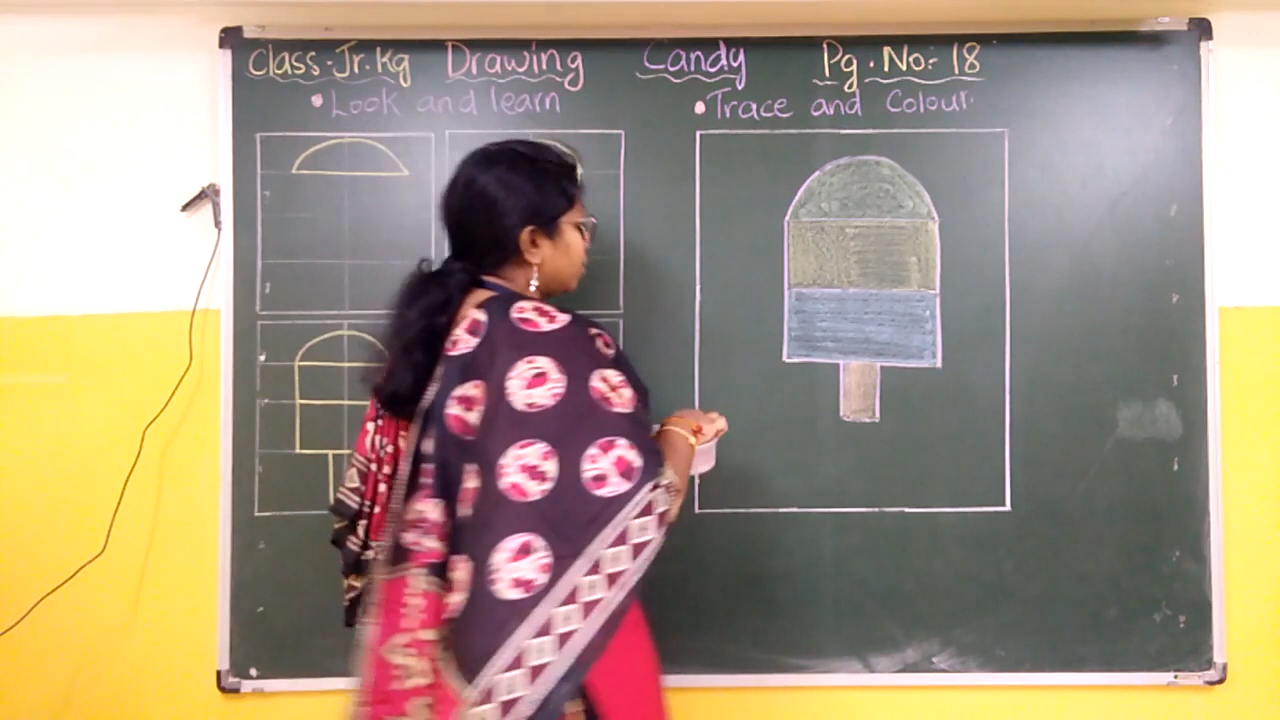 Class-Jr.Kg Drawing Candy Pg.No:- 18
•Look and learn •Trace and Colour.